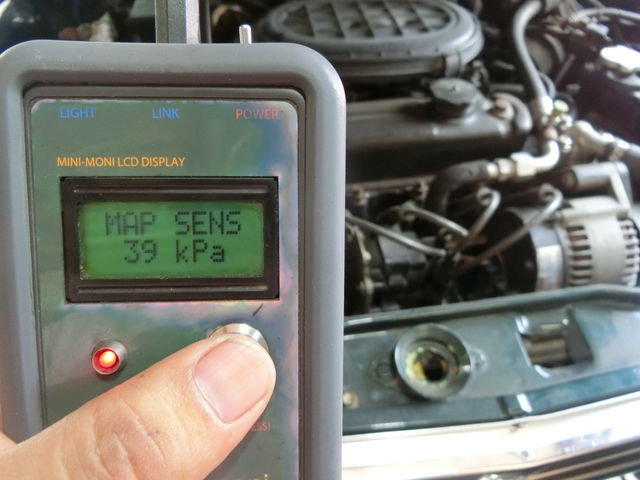 LIGHT LINK POWER
MINI-MONI LCD DISPLAY
MAP SENS
39 kPa